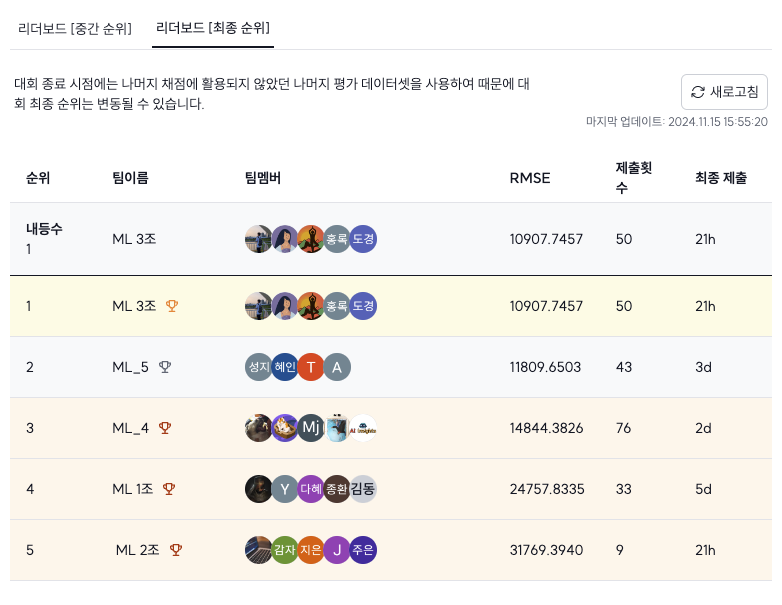 리더보드 [중간 순위] 리더보드 [최종 순위]
대회 종료 시점에는 나머지 채점에 활용되지 않았던 나머지 평가 데이터셋을 사용하여 때문에 대
회 최종 순위는 변동될 수 있습니다.
새로고침
마지막 업데이트: 2024.11.15 15:55:20
순위 팀이름 팀멤버 RMSE 제출횟수 최종 제출
내등수
1 ML 3조 홍록 도경 10907.7457 50 21h
1 ML 3조 홍록 도경 10907.7457 50 21h
2 ML_5 성지 혜인 T A 11809.6503 43 3d
3 ML_4 Mj AI Insights 14844.3826 76 2d
4 ML 1조 Y 다혜 종환 김동 24757.8335 33 5d
5 ML 2조 감자 지은 J 주은 31769.3940 9 21h